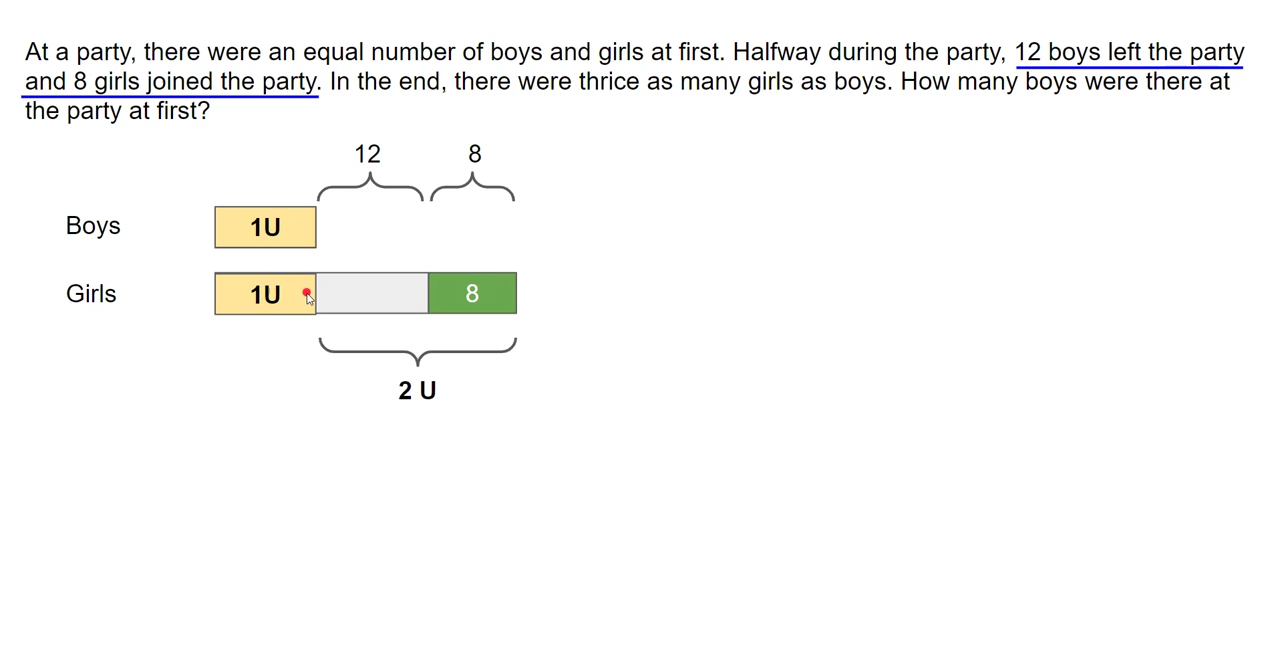 At a party, there were an equal number of boys and girls at first. Halfway during the party, 12 boys left the party
and 8 girls joined the party. In the end, there were thrice as many girls as boys. How many boys were there at
the party at first?
12 8
Boys 1U
Girls 1U 8
2 U